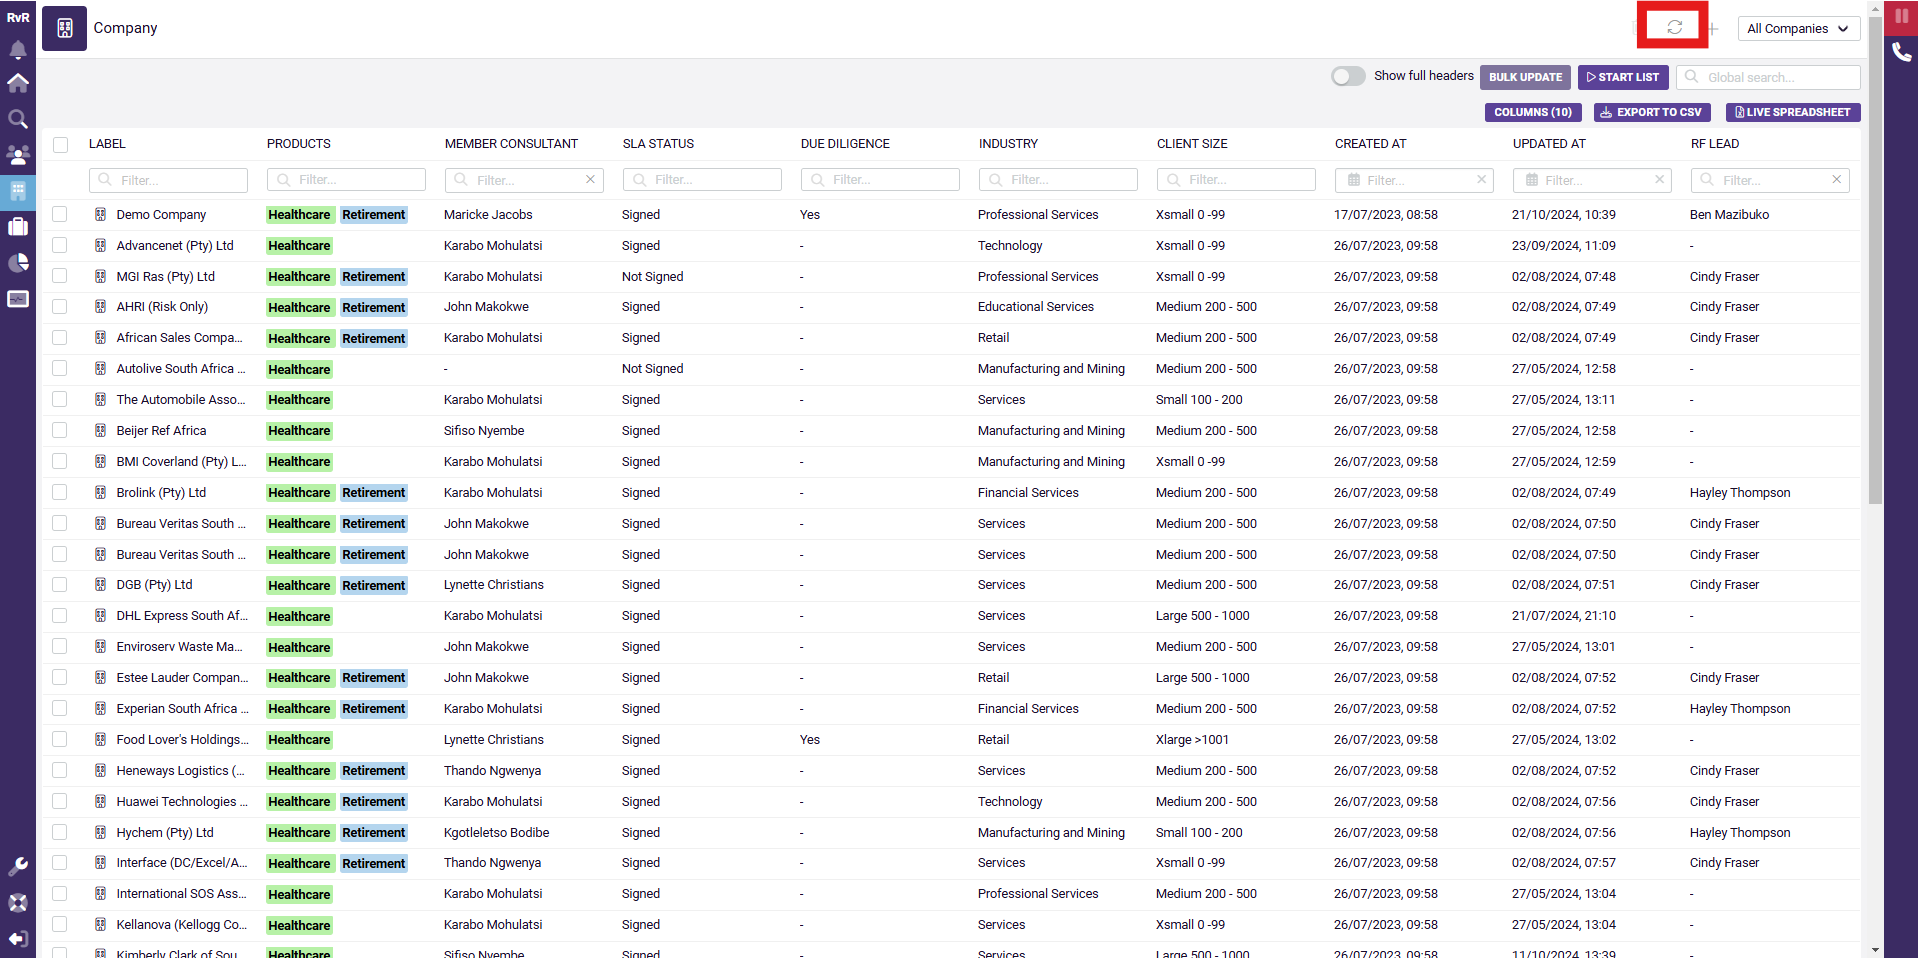 RvR
Company
All Companies
Show full headers BULK UPDATE START LIST Global search...
COLUMNS (10) EXPORT TO CSV LIVE SPREADSHEET
LABEL PRODUCTS MEMBER CONSULTANT SLA STATUS DUE DILIGENCE INDUSTRY CLIENT SIZE CREATED AT UPDATED AT RF LEAD
Filter... Filter... Filter... Filter... Filter... Filter... Filter... Filter... Filter... Filter...
Demo Company Healthcare Retirement Maricke Jacobs Signed Yes Professional Services Xsmall 0 -99 17/07/2023, 08:58 21/10/2024, 10:39 Ben Mazibuko
Advancenet (Pty) Ltd Healthcare Karabo Mohulatsi Signed - Technology Xsmall 0 -99 26/07/2023, 09:58 23/09/2024, 11:09 -
MGI Ras (Pty) Ltd Healthcare Retirement Karabo Mohulatsi Not Signed - Professional Services Xsmall 0 -99 26/07/2023, 09:58 02/08/2024, 07:48 Cindy Fraser
AHRI (Risk Only) Healthcare Retirement John Makokwe Signed - Educational Services Medium 200 - 500 26/07/2023, 09:58 02/08/2024, 07:49 Cindy Fraser
African Sales Compa... Healthcare Retirement Karabo Mohulatsi Signed - Retail Medium 200 - 500 26/07/2023, 09:58 02/08/2024, 07:49 Cindy Fraser
Autolive South Africa ... Healthcare - Not Signed - Manufacturing and Mining Medium 200 - 500 26/07/2023, 09:58 27/05/2024, 12:58 -
The Automobile Asso... Healthcare Karabo Mohulatsi Signed - Services Small 100 - 200 26/07/2023, 09:58 27/05/2024, 13:11 -
Beijer Ref Africa Healthcare Sifiso Nyembe Signed - Manufacturing and Mining Medium 200 - 500 26/07/2023, 09:58 27/05/2024, 12:58 -
BMI Coverland (Pty) L... Healthcare Karabo Mohulatsi Signed - Manufacturing and Mining Xsmall 0 -99 26/07/2023, 09:58 27/05/2024, 12:59 -
Brolink (Pty) Ltd Healthcare Retirement Karabo Mohulatsi Signed - Financial Services Medium 200 - 500 26/07/2023, 09:58 02/08/2024, 07:49 Hayley Thompson
Bureau Veritas South ... Healthcare Retirement John Makokwe Signed - Services Medium 200 - 500 26/07/2023, 09:58 02/08/2024, 07:50 Cindy Fraser
Bureau Veritas South ... Healthcare Retirement John Makokwe Signed - Services Medium 200 - 500 26/07/2023, 09:58 02/08/2024, 07:50 Cindy Fraser
DGB (Pty) Ltd Healthcare Retirement Lynette Christians Signed - Services Medium 200 - 500 26/07/2023, 09:58 02/08/2024, 07:51 Cindy Fraser
DHL Express South Af... Healthcare Karabo Mohulatsi Signed - Services Large 500 - 1000 26/07/2023, 09:58 21/07/2024, 21:10 -
Enviroserv Waste Ma... Healthcare John Makokwe Signed - Services Medium 200 - 500 26/07/2023, 09:58 27/05/2024, 13:01 -
Estee Lauder Compan... Healthcare Retirement John Makokwe Signed - Retail Large 500 - 1000 26/07/2023, 09:58 02/08/2024, 07:52 Cindy Fraser
Experian South Africa ... Healthcare Retirement Karabo Mohulatsi Signed - Financial Services Medium 200 - 500 26/07/2023, 09:58 02/08/2024, 07:52 Hayley Thompson
Food Lover's Holdings... Healthcare Lynette Christians Signed Yes Retail Xlarge >1001 26/07/2023, 09:58 27/05/2024, 13:02 -
Heneways Logistics (... Healthcare Retirement Thando Ngwenya Signed - Services Medium 200 - 500 26/07/2023, 09:58 02/08/2024, 07:52 Cindy Fraser
Huawei Technologies ... Healthcare Retirement Karabo Mohulatsi Signed - Technology Medium 200 - 500 26/07/2023, 09:58 02/08/2024, 07:56 Cindy Fraser
Hychem (Pty) Ltd Healthcare Retirement Kgotleletso Bodibe Signed - Manufacturing and Mining Small 100 - 200 26/07/2023, 09:58 02/08/2024, 07:56 Hayley Thompson
Interface (DC/Excel/A... Healthcare Retirement Thando Ngwenya Signed - Services Xsmall 0 -99 26/07/2023, 09:58 02/08/2024, 07:57 Cindy Fraser
International SOS Ass... Healthcare Karabo Mohulatsi Signed - Professional Services Medium 200 - 500 26/07/2023, 09:58 27/05/2024, 13:04 -
Kellanova (Kellogg Co... Healthcare Karabo Mohulatsi Signed - Services Xsmall 0 -99 26/07/2023, 09:58 27/05/2024, 13:04 -
Kimberly Clark of Sou... Healthcare Sifiso Nyembe Signed - Services Large 500 - 1000 26/07/2023, 09:58 11/10/2024, 13:39 -